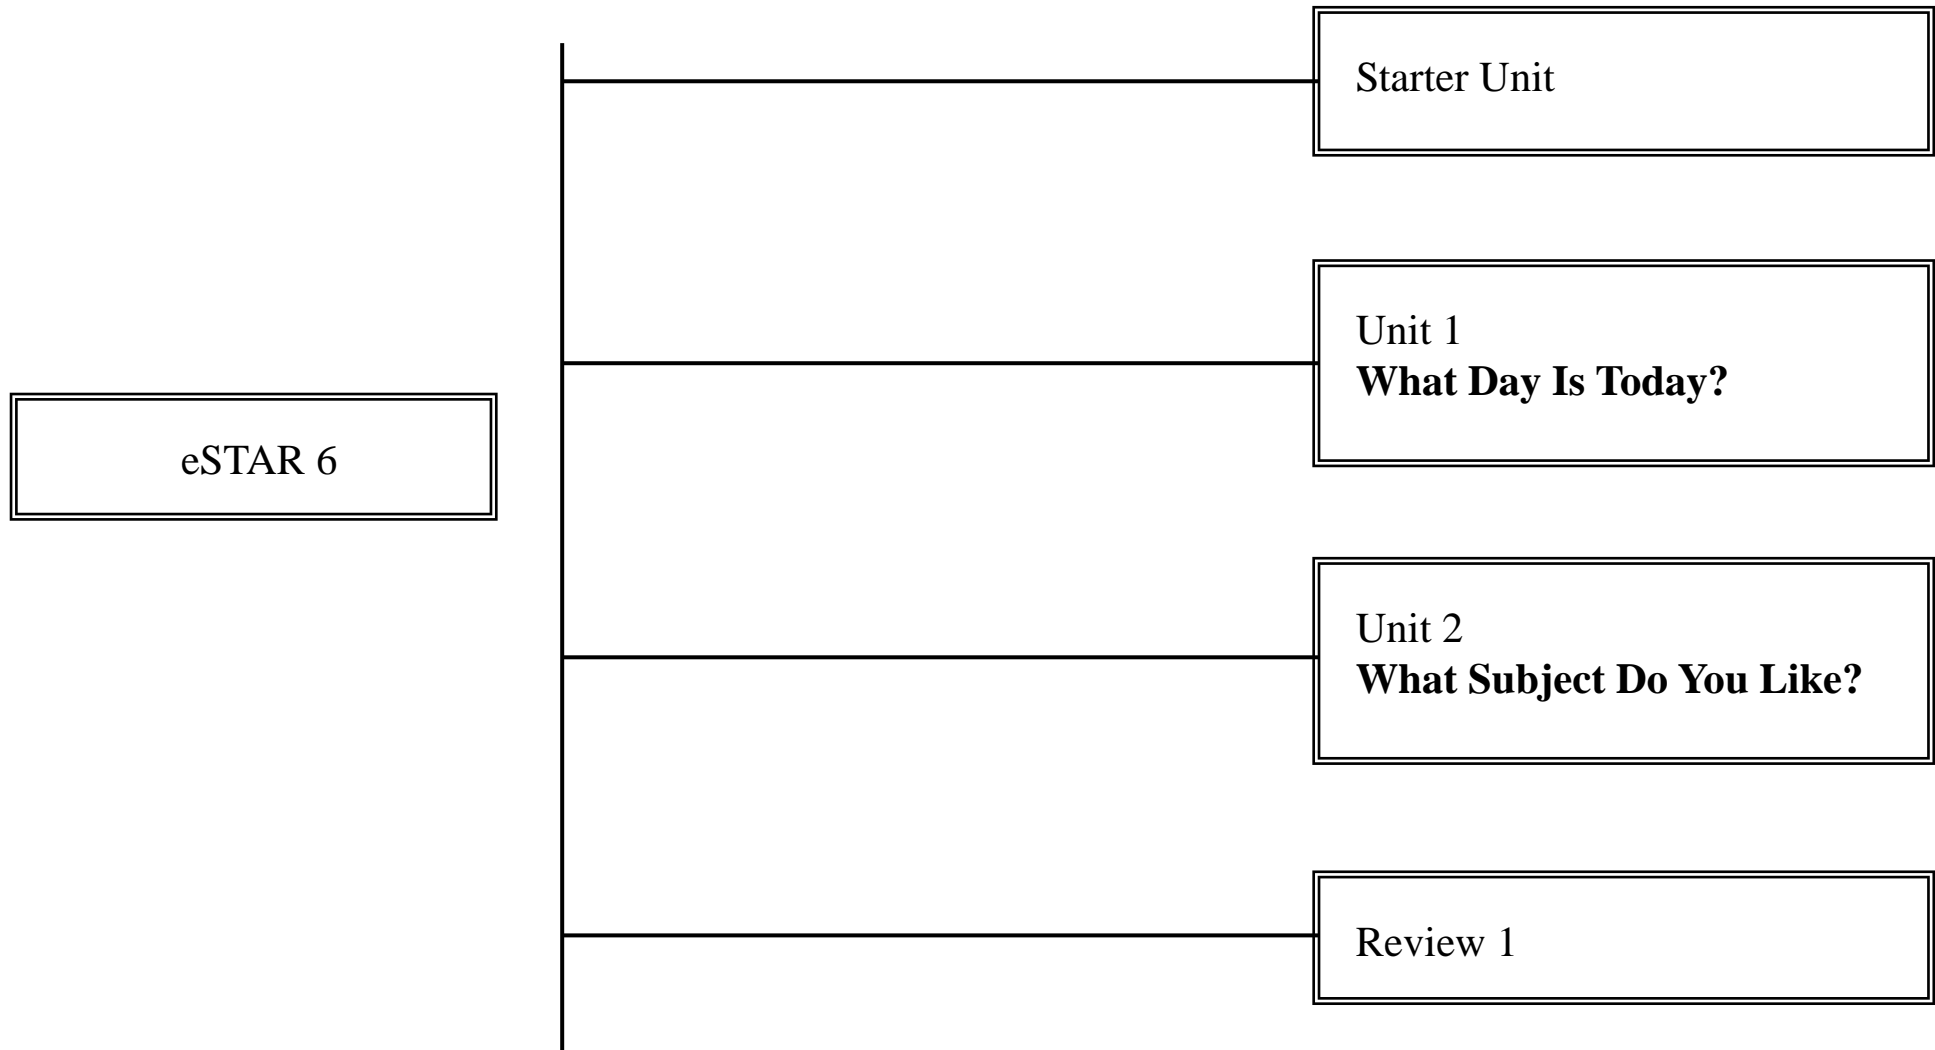 eSTAR 6
Starter Unit
Unit 1
What Day Is Today?
Unit 2
What Subject Do You Like?
Review 1